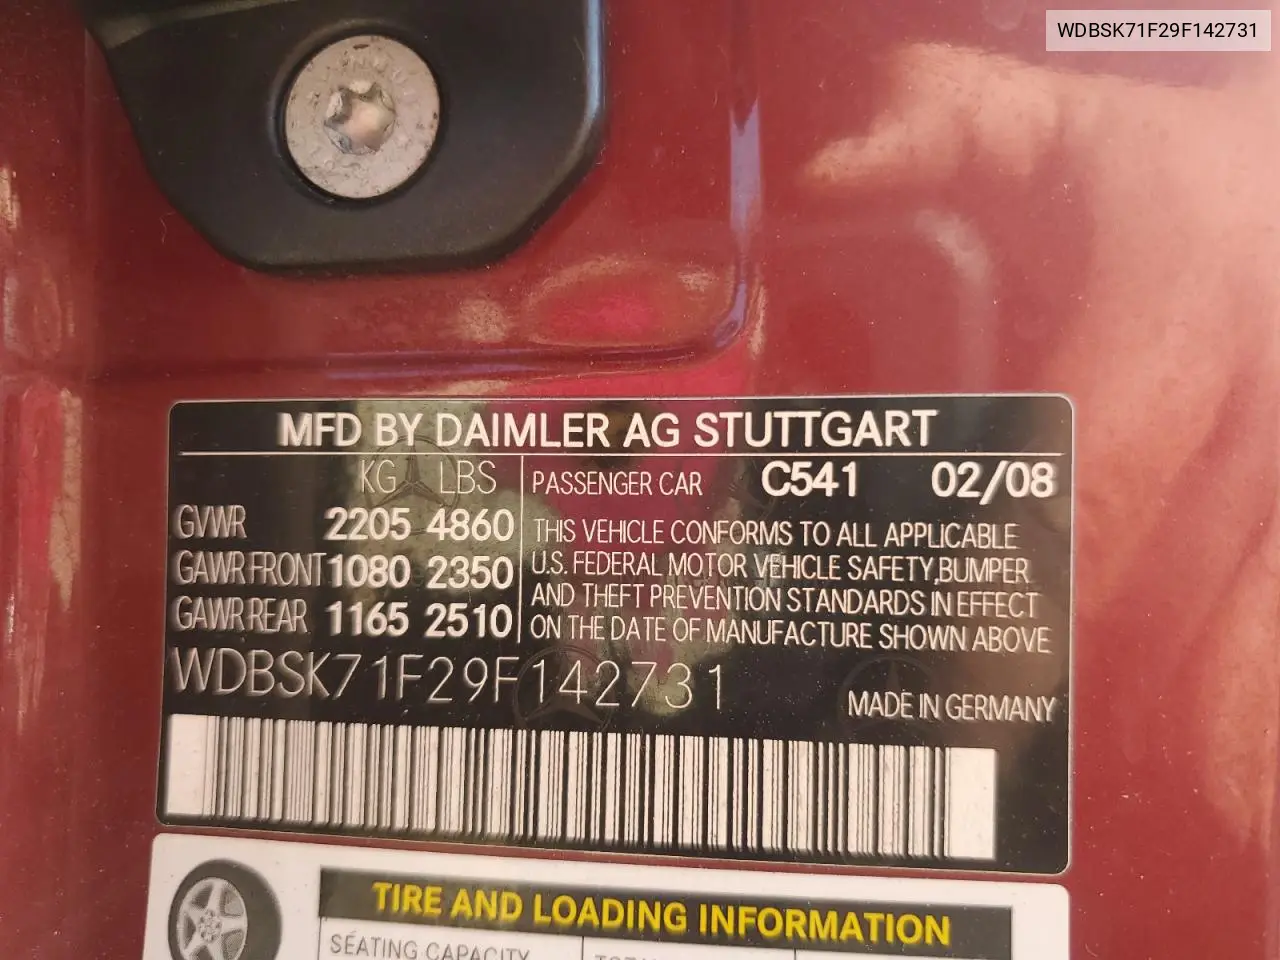 WDBSK71F29F142731
MFD BY DAIMLER AG STUTTGART
KG LBS
PASSENGER CAR C541 02/08
GVWR 2205 4860
GAWR FRONT 1080 2350
GAWR REAR 1165 2510
THIS VEHICLE CONFORMS TO ALL APPLICABLE
U.S. FEDERAL MOTOR VEHICLE SAFETY,BUMPER
AND THEFT PREVENTION STANDARDS IN EFFECT
ON THE DATE OF MANUFACTURE SHOWN ABOVE
WDBSK71F29F142731
MADE IN GERMANY
TIRE AND LOADING INFORMATION
SEATING CAPACITY